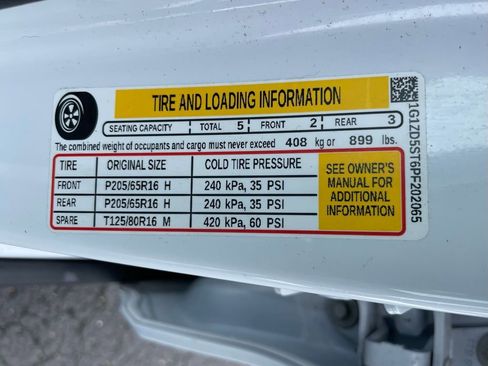 TIRE AND LOADING INFORMATION
SEATING CAPACITY TOTAL 5 FRONT 2 REAR 3
The combined weight of occupants and cargo must never exceed 408 kg or 899 lbs.
TIRE ORIGINAL SIZE COLD TIRE PRESSURE
FRONT P205/65R16 H 240 kPa, 35 PSI
REAR P205/65R16 H 240 kPa, 35 PSI
SPARE T125/80R16 M 420 kPa, 60 PSI
SEE OWNER'S
MANUAL FOR
ADDITIONAL
INFORMATION
1G1ZD5ST6PF202065